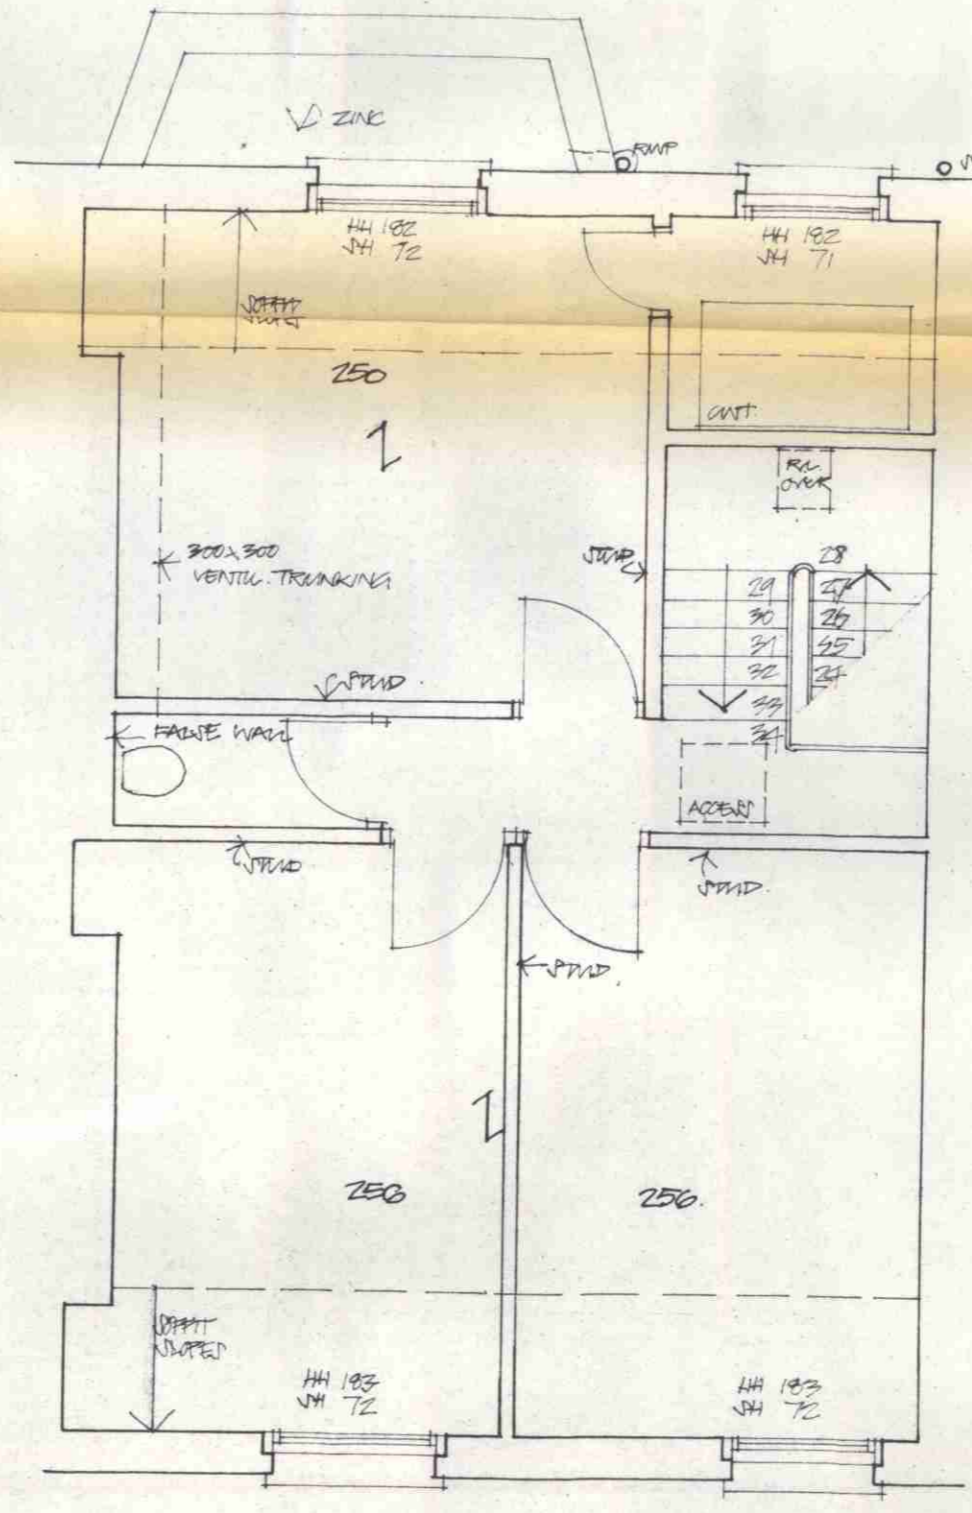 ZINC
RWP
HH 182
SH 72
HH 182
SH 71
SOFFIT
SLOPES
250
CWT.
R.L.
OVER
300x300
VENTIL. TRUNKING
STUD
28
29 27
30 26
31 25
32 24
33
34
STUD.
FALSE WALL
ACCESS
STUD
STUD.
STUD.
256
256.
SOFFIT
SLOPES
HH 183
SH 72
HH 183
SH 72